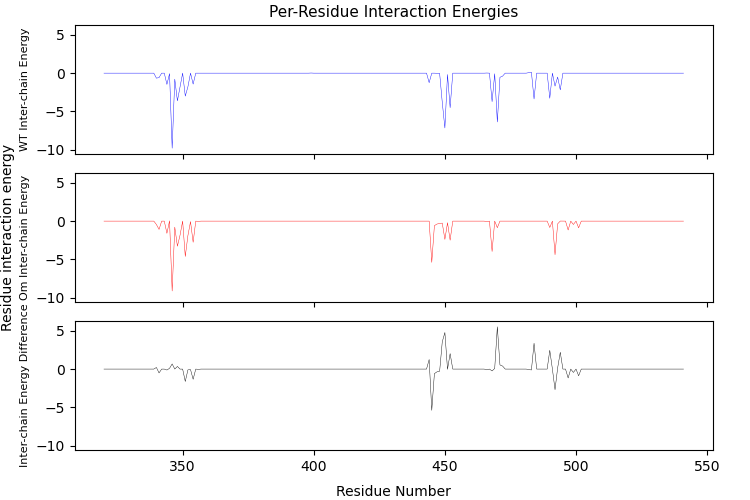 Per-Residue Interaction Energies
Residue interaction energy
WT Inter-chain Energy
5
0
−5
−10
Om Inter-chain Energy
5
0
−5
−10
Inter-chain Energy Difference
5
0
−5
−10
350
400
450
500
550
Residue Number